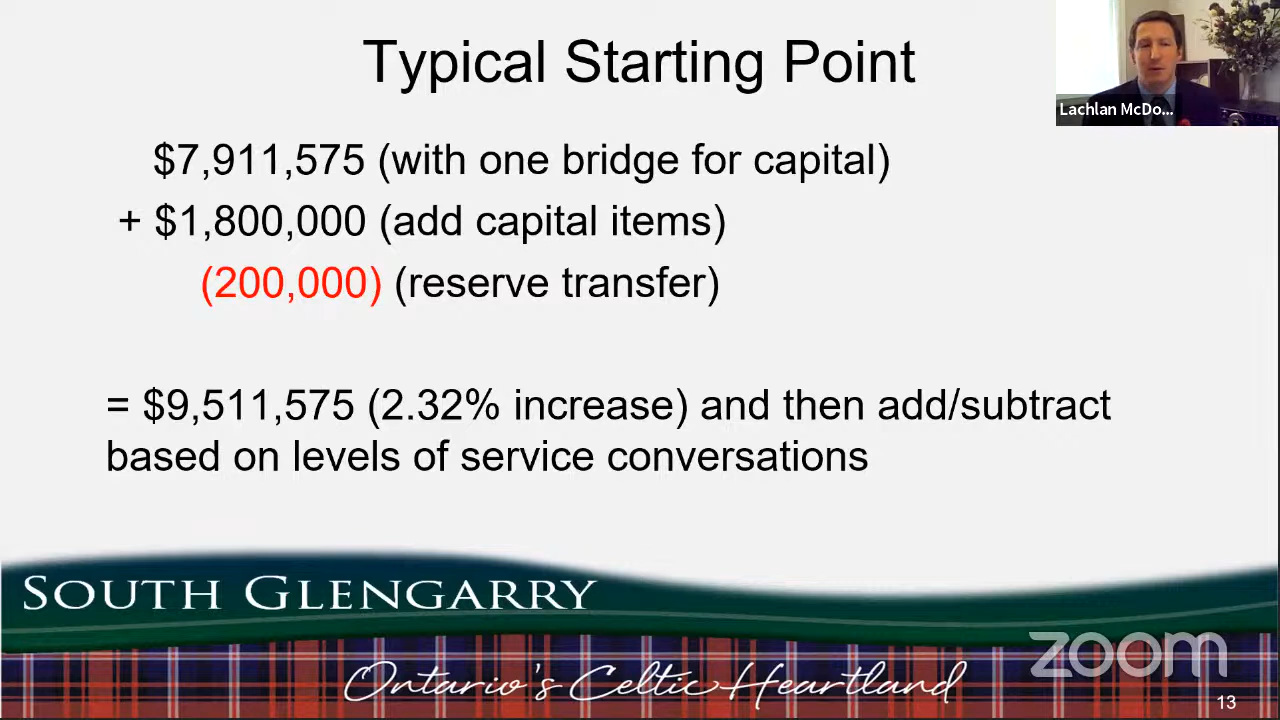 Typical Starting Point
Lachlan McDo...
$7,911,575 (with one bridge for capital)
+ $1,800,000 (add capital items)
(200,000) (reserve transfer)
= $9,511,575 (2.32% increase) and then add/subtract
based on levels of service conversations
SOUTH GLENGARRY
zoom
Ontario's Celtic Heartland
13